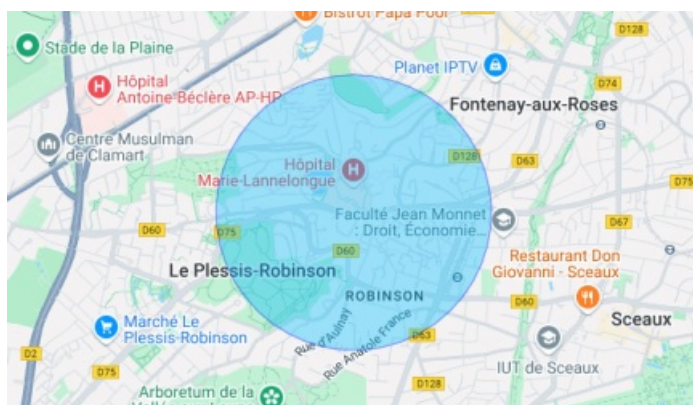 Bistrot Papa Poul
D128
Stade de la Plaine
Planet IPTV
Hôpital
Antoine-Béclère AP-HP
D74
Fontenay-aux-Roses
Centre Musulman
de Clamart
Hôpital
Marie-Lannelongue
D128
D63
D75
Faculté Jean Monnet
: Droit, Économie...
D67
D60
D75
D60
Le Plessis-Robinson
Restaurant Don
Giovanni - Sceaux
ROBINSON
D60
Sceaux
Marché Le
Plessis-Robinson
Rue d'Aulnay
Rue Anatole France
D63
D2
IUT de Sceaux
D75
D128
Arboretum de la